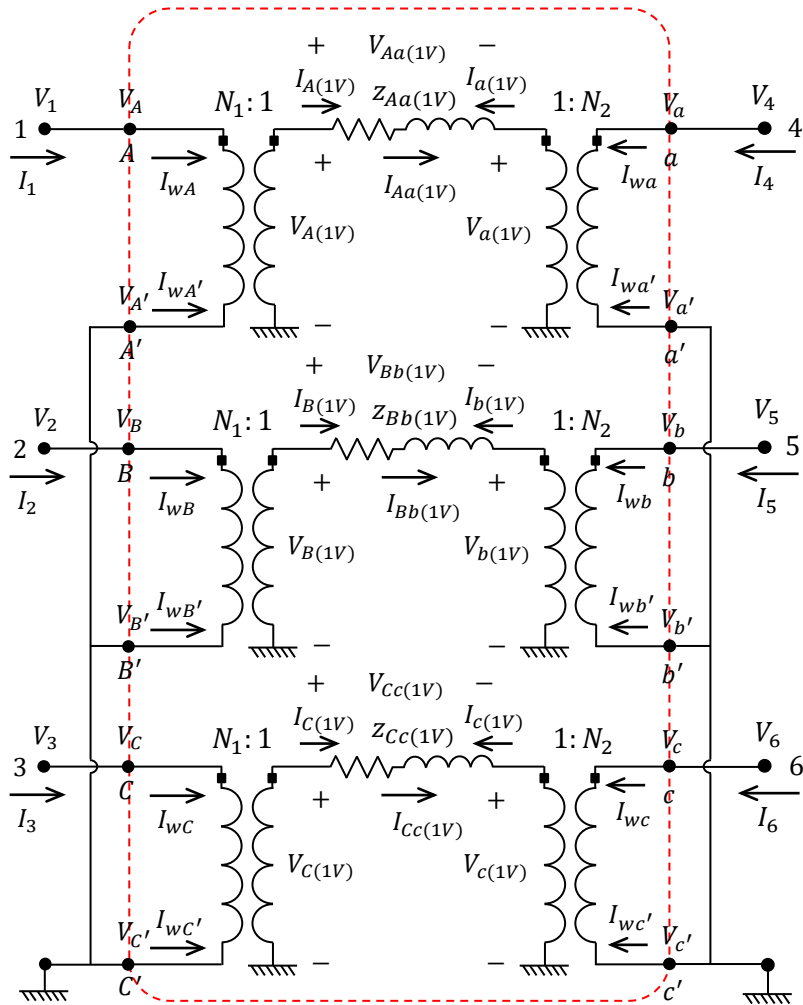 + V_{Aa(1V)} −
I_{A(1V)} I_{a(1V)}
V_1 V_A N_1: 1 z_{Aa(1V)} 1: N_2 V_a V_4
1 A + + a 4
I_1 I_{wA} I_{Aa(1V)} I_{wa} I_4
V_{A(1V)} V_{a(1V)}
V_{A'} I_{wA'} I_{wa'} V_{a'}
A' − − a'
+ V_{Bb(1V)} −
I_{B(1V)} I_{b(1V)}
V_2 V_B N_1: 1 z_{Bb(1V)} 1: N_2 V_b V_5
2 B + + b 5
I_2 I_{wB} I_{Bb(1V)} I_{wb} I_5
V_{B(1V)} V_{b(1V)}
V_{B'} I_{wB'} I_{wb'} V_{b'}
B' − − b'
+ V_{Cc(1V)} −
I_{C(1V)} I_{c(1V)}
V_3 V_C N_1: 1 z_{Cc(1V)} 1: N_2 V_c V_6
3 C + + c 6
I_3 I_{wC} I_{Cc(1V)} I_{wc} I_6
V_{C(1V)} V_{c(1V)}
V_{C'} I_{wC'} I_{wc'} V_{c'}
C' − − c'